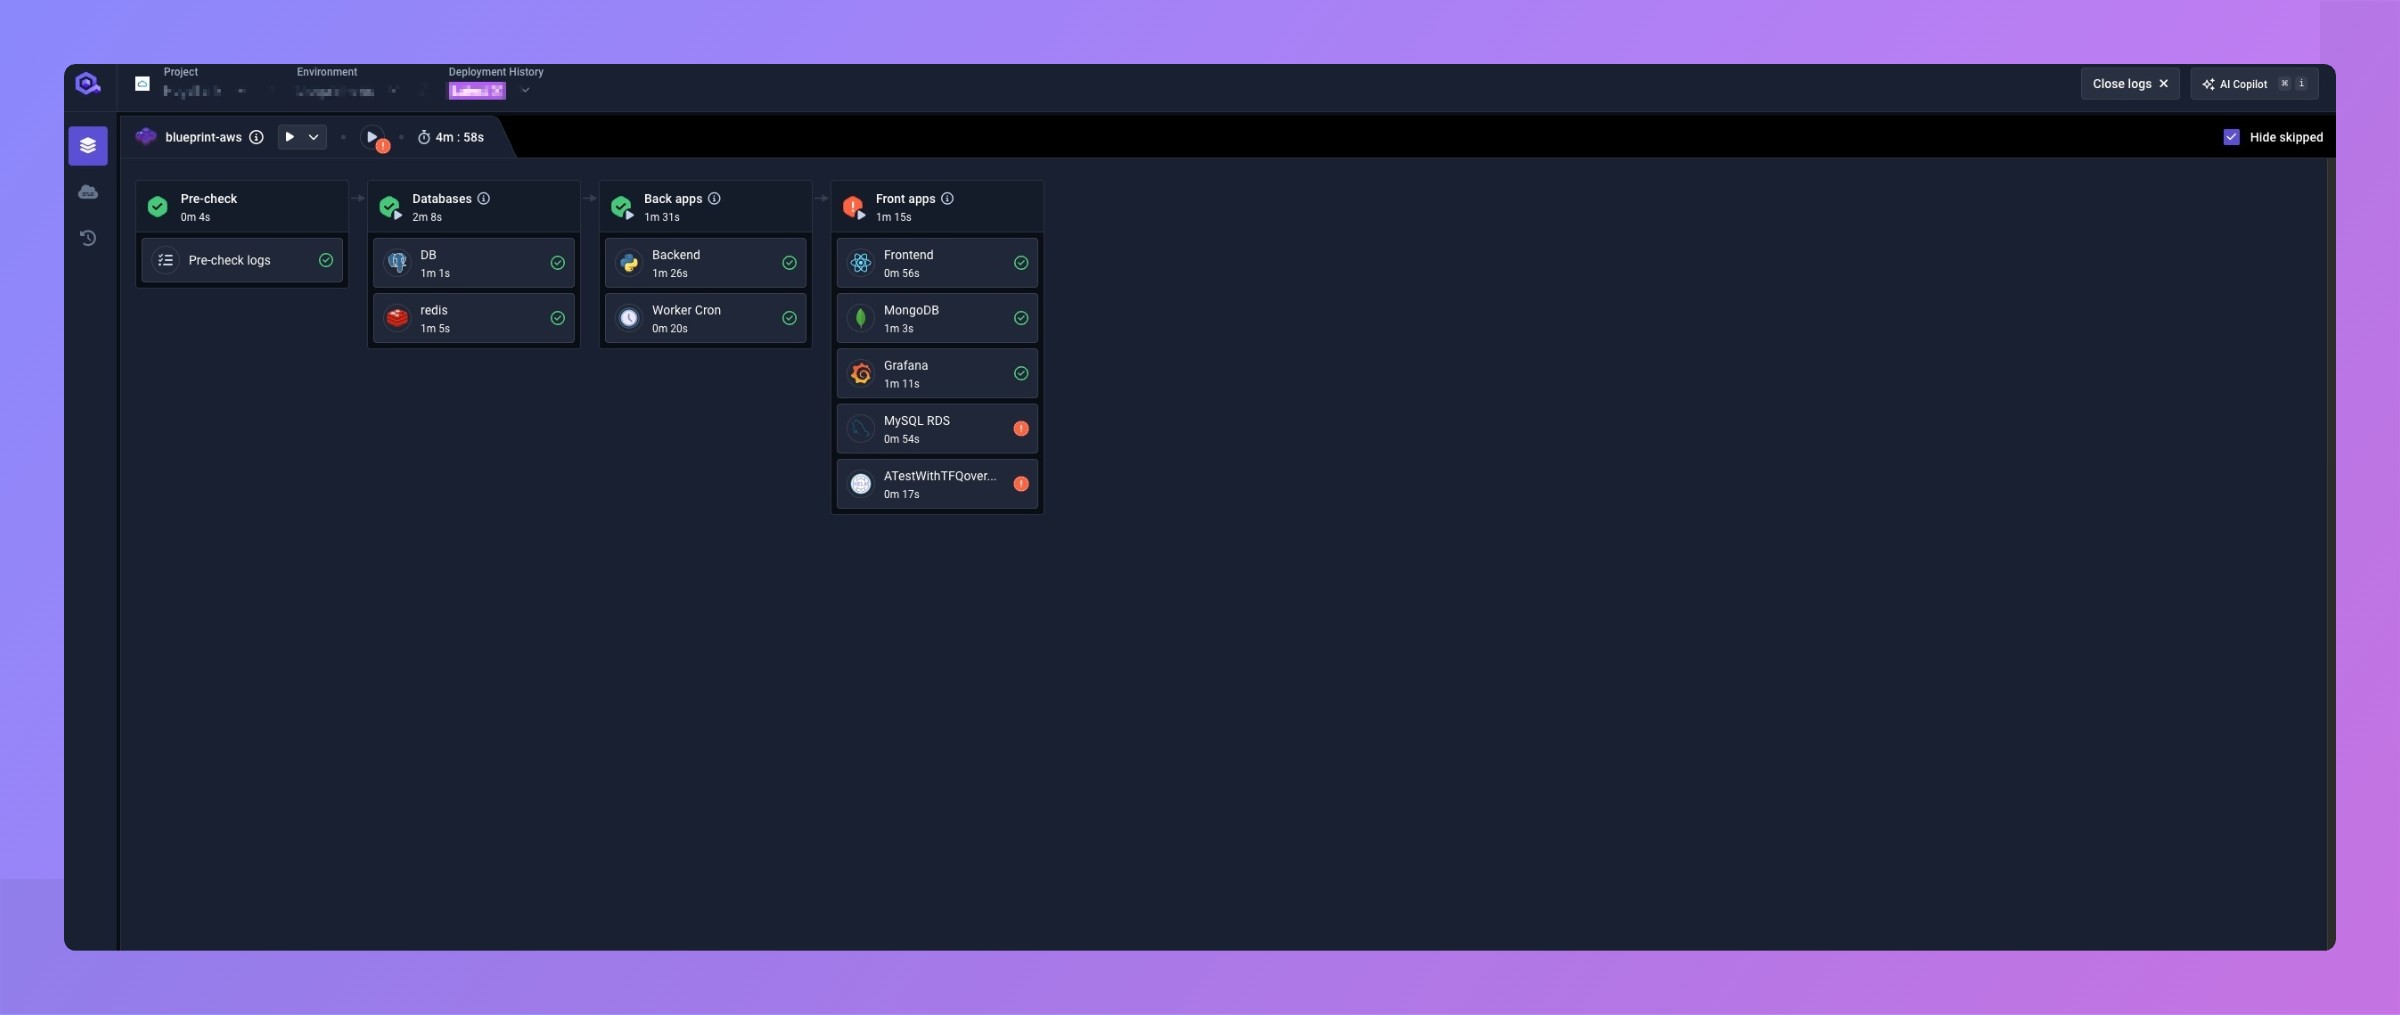 Project
Environment
Deployment History
Close logs
AI Copilot ⌘ i
blueprint-aws
4m : 58s
Hide skipped
Pre-check
0m 4s
Pre-check logs
Databases
2m 8s
DB
1m 1s
redis
1m 5s
Back apps
1m 31s
Backend
1m 26s
Worker Cron
0m 20s
Front apps
1m 15s
Frontend
0m 56s
MongoDB
1m 3s
Grafana
1m 11s
MySQL RDS
0m 54s
ATestWithTFQover...
0m 17s